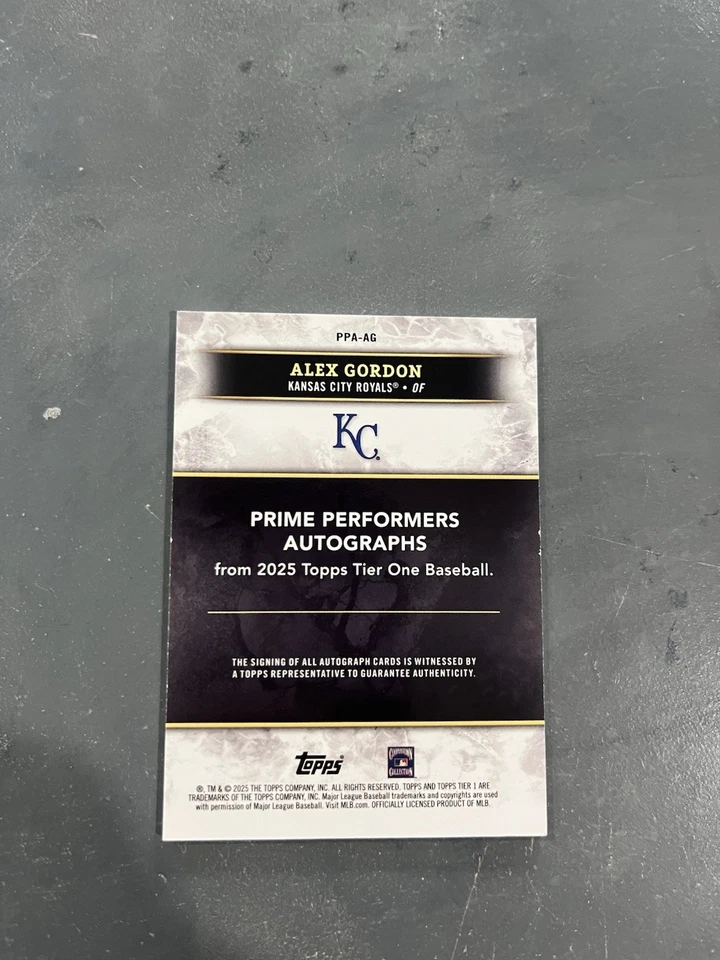 PPA-AG
ALEX GORDON
KANSAS CITY ROYALS® • OF
KC
PRIME PERFORMERS
AUTOGRAPHS
from 2025 Topps Tier One Baseball.
THE SIGNING OF ALL AUTOGRAPH CARDS IS WITNESSED BY
A TOPPS REPRESENTATIVE TO GUARANTEE AUTHENTICITY.
Topps®
COOPERSTOWN
COLLECTION
®, TM & © 2025 THE TOPPS COMPANY, INC. ALL RIGHTS RESERVED. TOPPS AND TOPPS TIER 1 ARE
TRADEMARKS OF THE TOPPS COMPANY, INC. Major League Baseball trademarks and copyrights are used
with permission of Major League Baseball. Visit MLB.com. OFFICIALLY LICENSED PRODUCT OF MLB.